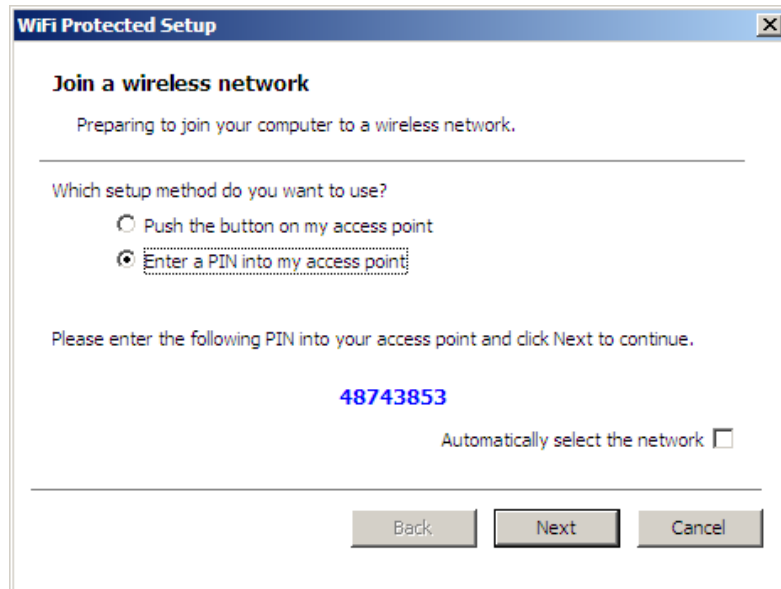 WiFi Protected Setup
Join a wireless network
Preparing to join your computer to a wireless network.
Which setup method do you want to use?
Push the button on my access point
Enter a PIN into my access point
Please enter the following PIN into your access point and click Next to continue.
48743853
Automatically select the network
Back Next Cancel